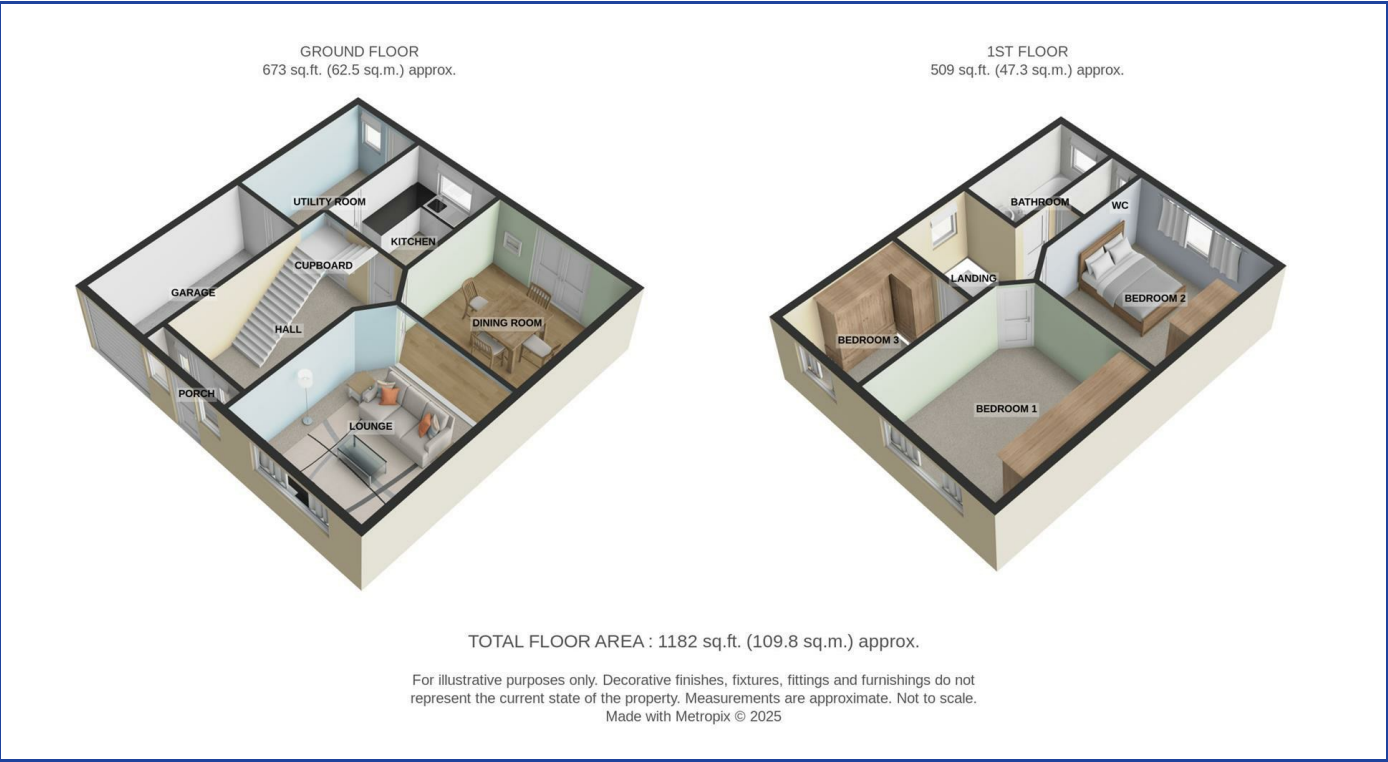 GROUND FLOOR
673 sq.ft. (62.5 sq.m.) approx.
UTILITY ROOM
KITCHEN
CUPBOARD
GARAGE
HALL
DINING ROOM
PORCH
LOUNGE
1ST FLOOR
509 sq.ft. (47.3 sq.m.) approx.
BATHROOM
WC
LANDING
BEDROOM 2
BEDROOM 3
BEDROOM 1
TOTAL FLOOR AREA : 1182 sq.ft. (109.8 sq.m.) approx.
For illustrative purposes only. Decorative finishes, fixtures, fittings and furnishings do not
represent the current state of the property. Measurements are approximate. Not to scale.
Made with Metropix © 2025